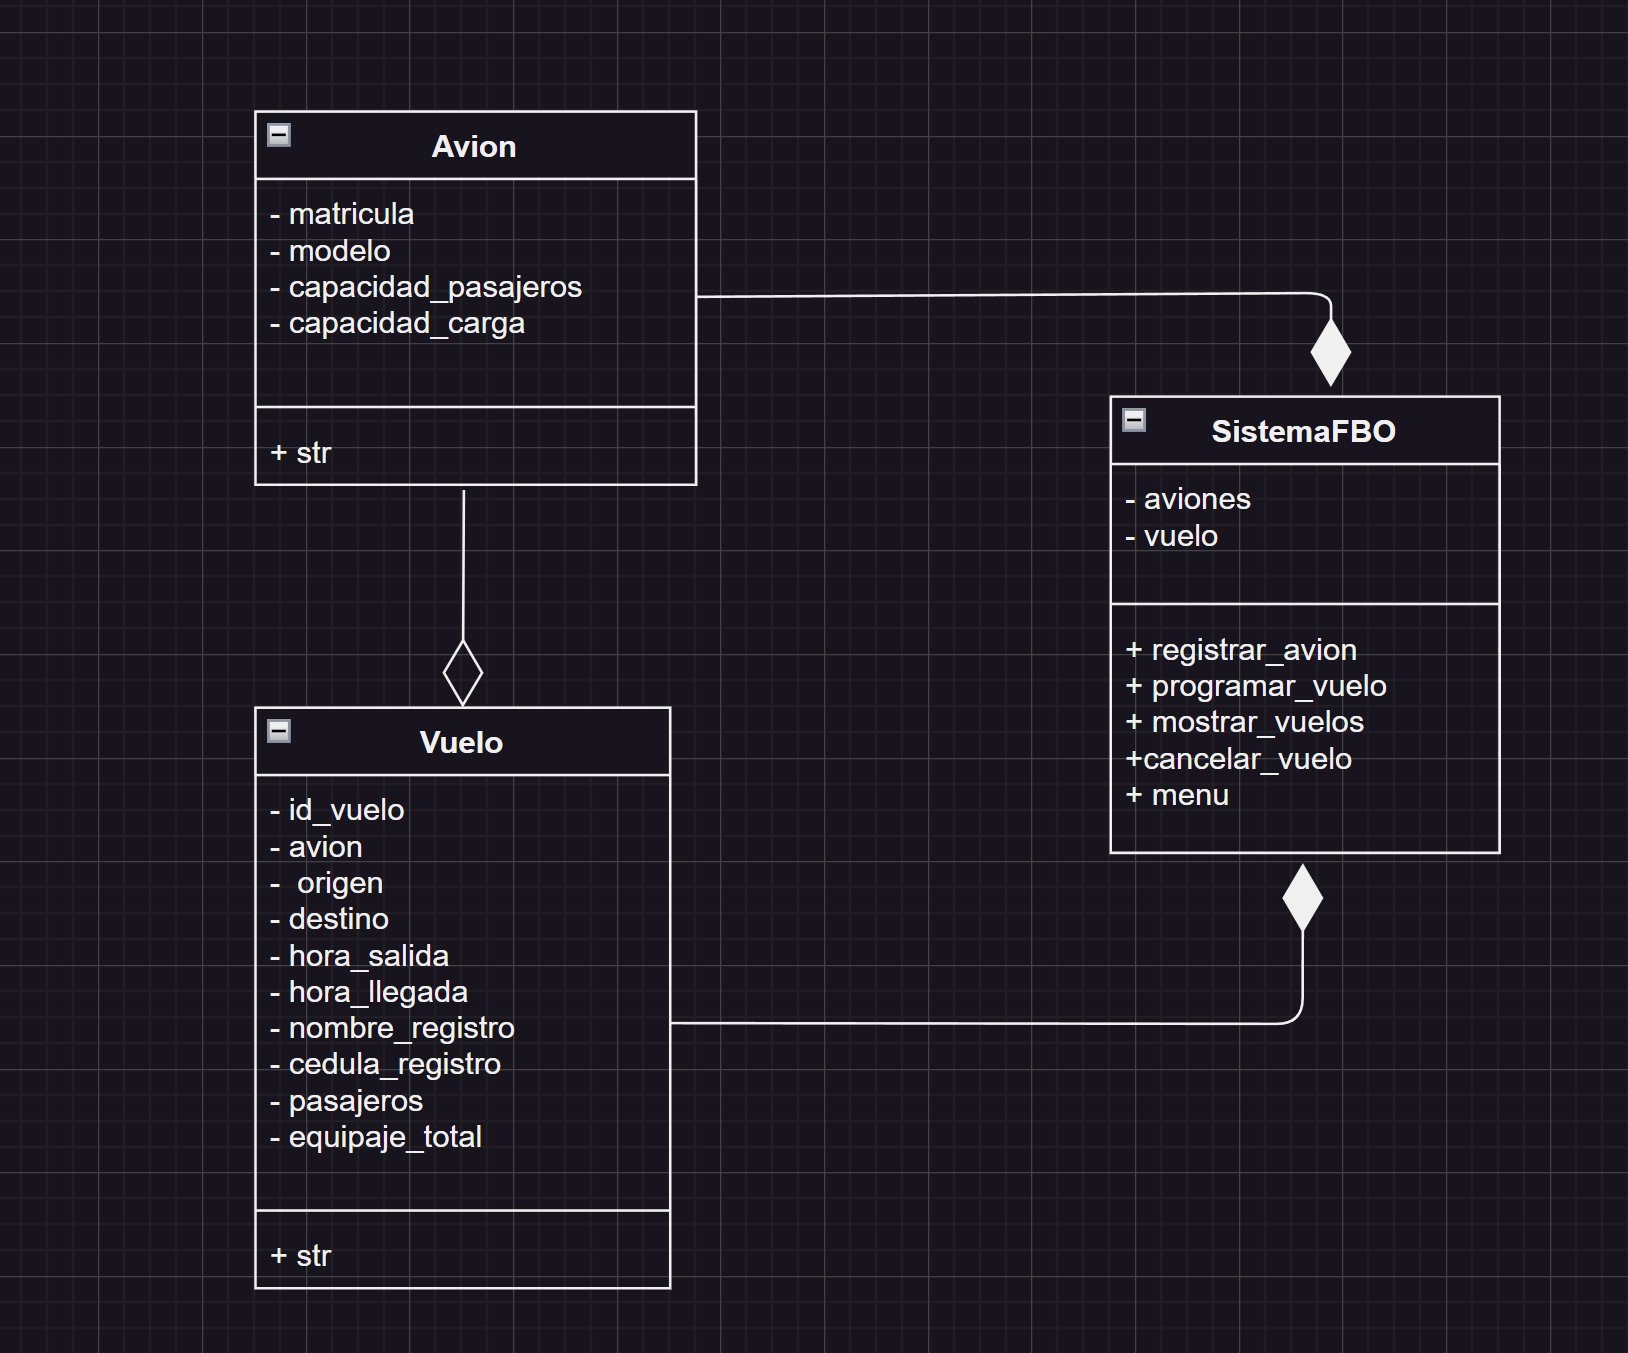 Avion
- matricula
- modelo
- capacidad_pasajeros
- capacidad_carga
+ str
SistemaFBO
- aviones
- vuelo
+ registrar_avion
+ programar_vuelo
+ mostrar_vuelos
+cancelar_vuelo
+ menu
Vuelo
- id_vuelo
- avion
-  origen
- destino
- hora_salida
- hora_llegada
- nombre_registro
- cedula_registro
- pasajeros
- equipaje_total
+ str